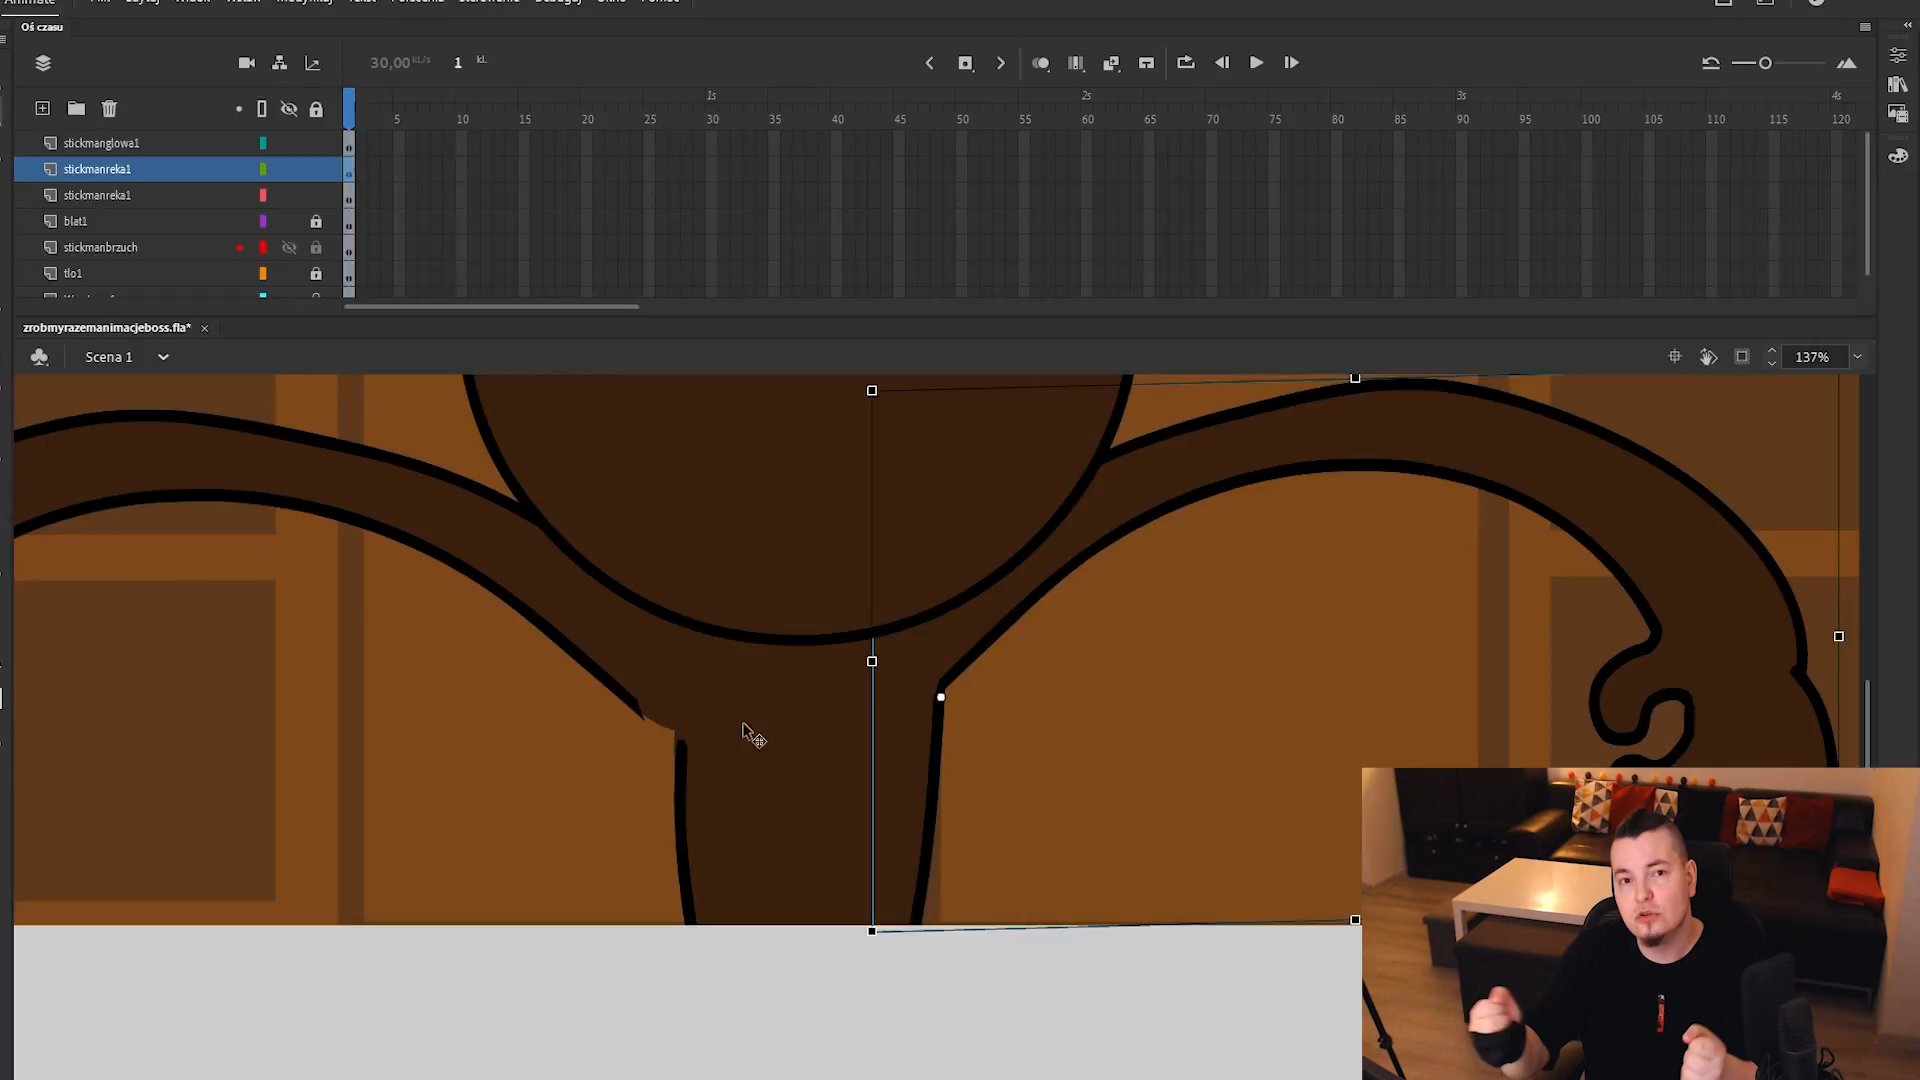 Animate
Oś czasu
30,00 kl./s 1 kl.
1s 2s 3s 4s
5 10 15 20 25 30 35 40 45 50 55 60 65 70 75 80 85 90 95 100 105 110 115 120
stickmanglowa1
stickmanreka1
stickmanreka1
blat1
stickmanbrzuch
tlo1
zrobmyrazemanimacjeboss.fla* ×
Scena 1
137%